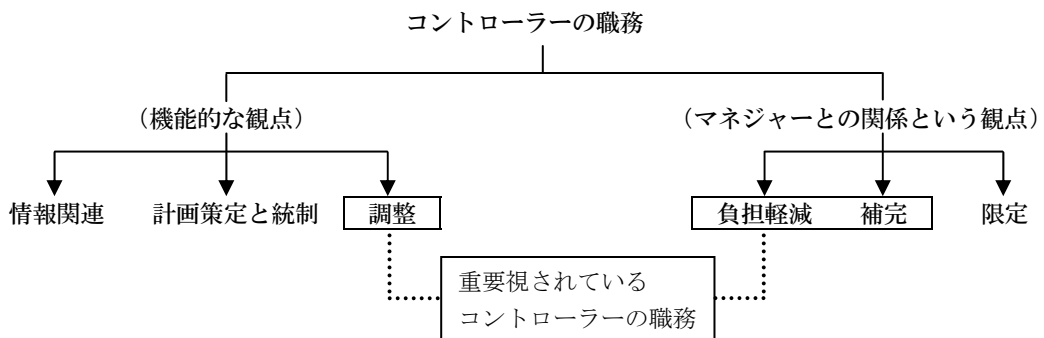 コントローラーの職務
（機能的な観点）
（マネジャーとの関係という観点）
情報関連
計画策定と統制
調整
負担軽減
補完
限定
重要視されている
コントローラーの職務